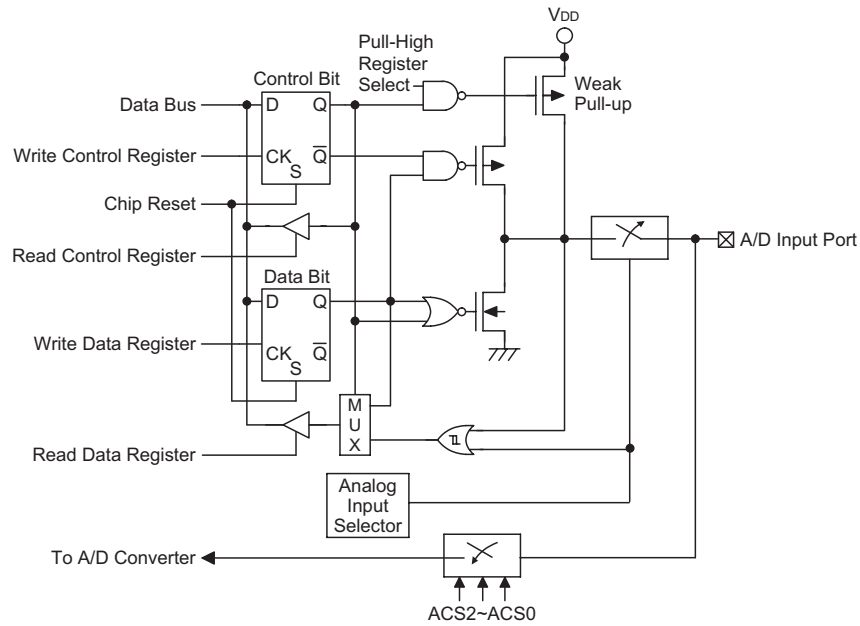 VDD
Pull-High
Register
Select
Weak
Pull-up
Control Bit
Data Bus
D
Q
Write Control Register
CK
Q
S
Chip Reset
Read Control Register
A/D Input Port
Data Bit
D
Q
Write Data Register
CK
Q
S
M
U
X
Read Data Register
Analog
Input
Selector
To A/D Converter
ACS2~ACS0